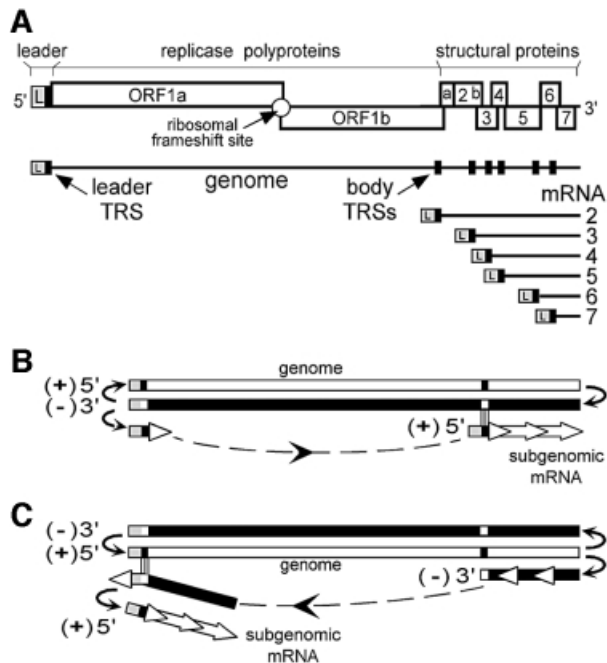 A
leader replicase polyproteins structural proteins
5' L ORF1a a 2 b 4 6 3'
ribosomal frameshift site ORF1b 3 5 7
L
leader TRS genome body TRSs mRNA
L 2
L 3
L 4
L 5
L 6
L 7
B
genome
(+) 5'
(-) 3'
(+) 5'
subgenomic
mRNA
C
(-) 3'
(+) 5'
genome
(-) 3'
(+) 5'
subgenomic
mRNA